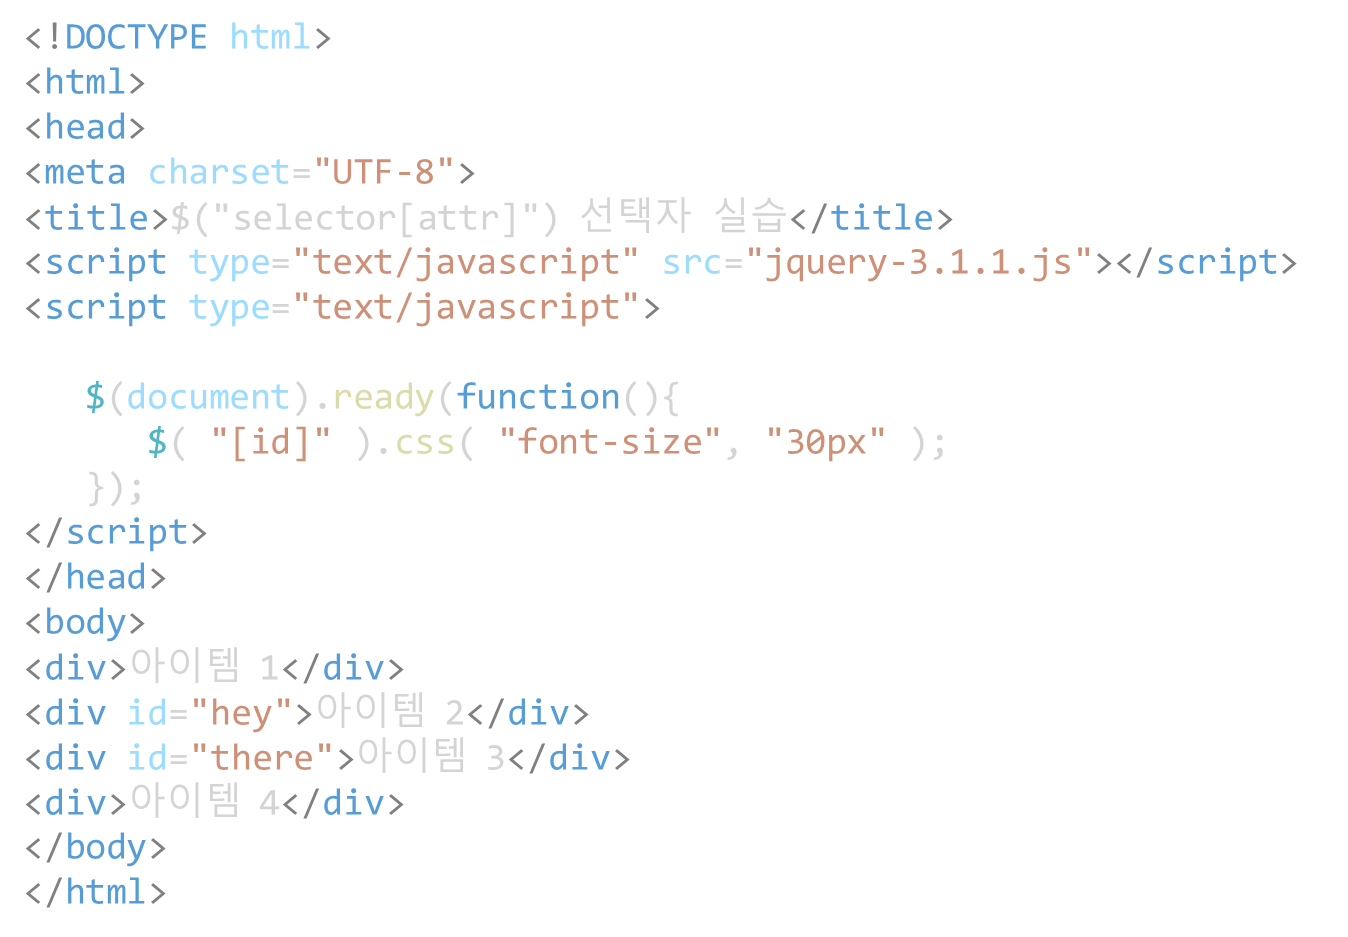 <!DOCTYPE html>
<html>
<head>
<meta charset="UTF-8">
<title>$("selector[attr]") 선택자 실습</title>
<script type="text/javascript" src="jquery-3.1.1.js"></script>
<script type="text/javascript">
$(document).ready(function(){
$( "[id]" ).css( "font-size", "30px" );
});
</script>
</head>
<body>
<div>아이템 1</div>
<div id="hey">아이템 2</div>
<div id="there">아이템 3</div>
<div>아이템 4</div>
</body>
</html>